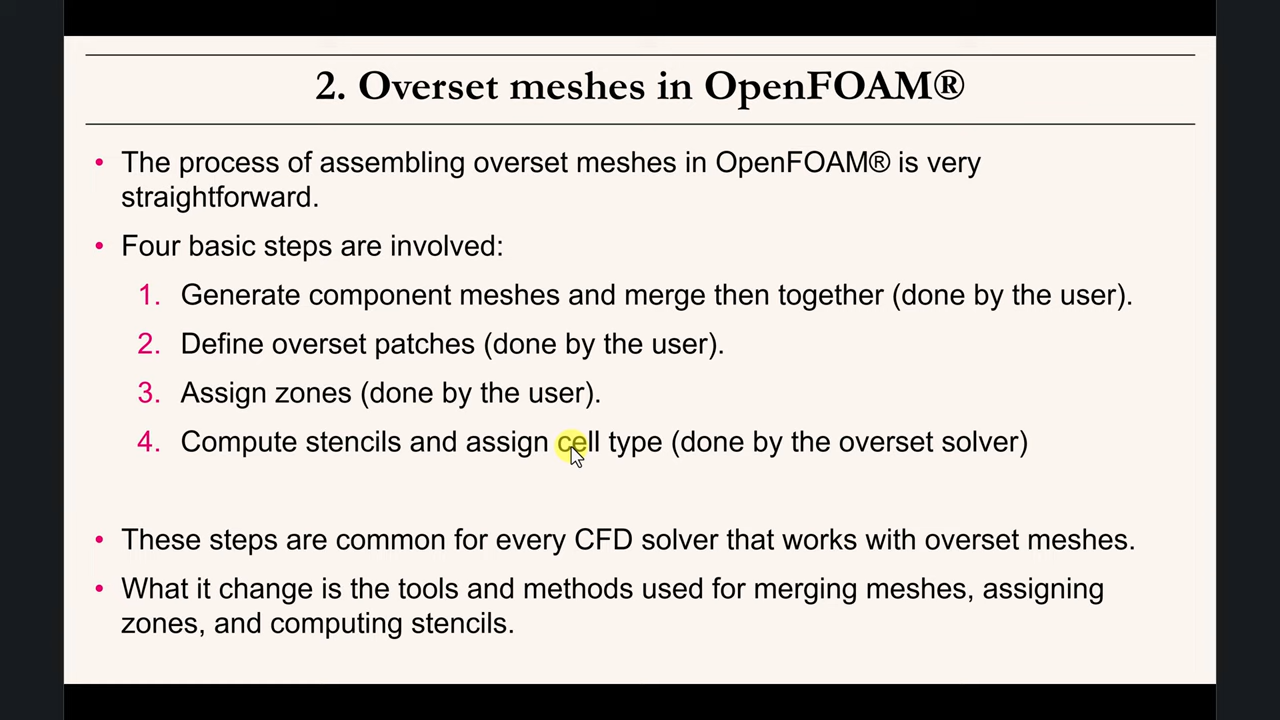 2. Overset meshes in OpenFOAM®
• The process of assembling overset meshes in OpenFOAM® is very
straightforward.
• Four basic steps are involved:
1. Generate component meshes and merge then together (done by the user).
2. Define overset patches (done by the user).
3. Assign zones (done by the user).
4. Compute stencils and assign cell type (done by the overset solver)
• These steps are common for every CFD solver that works with overset meshes.
• What it change is the tools and methods used for merging meshes, assigning
zones, and computing stencils.